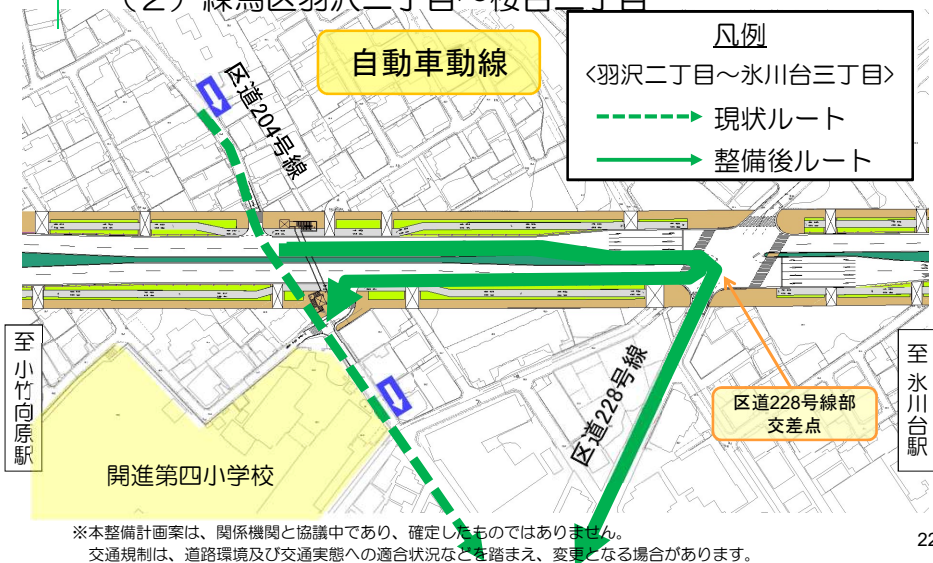 (2)練馬区羽沢二丁目~桜台三丁目
自動車動線
凡例
<羽沢二丁目~氷川台三丁目>
現状ルート
整備後ルート
区道204号線
至 小竹向原駅
区道228号線
区道228号線部
交差点
至 氷川台駅
開進第四小学校
※本整備計画案は、関係機関と協議中であり、確定したものではありません。
交通規制は、道路環境及び交通実態への適合状況などを踏まえ、変更となる場合があります。
22